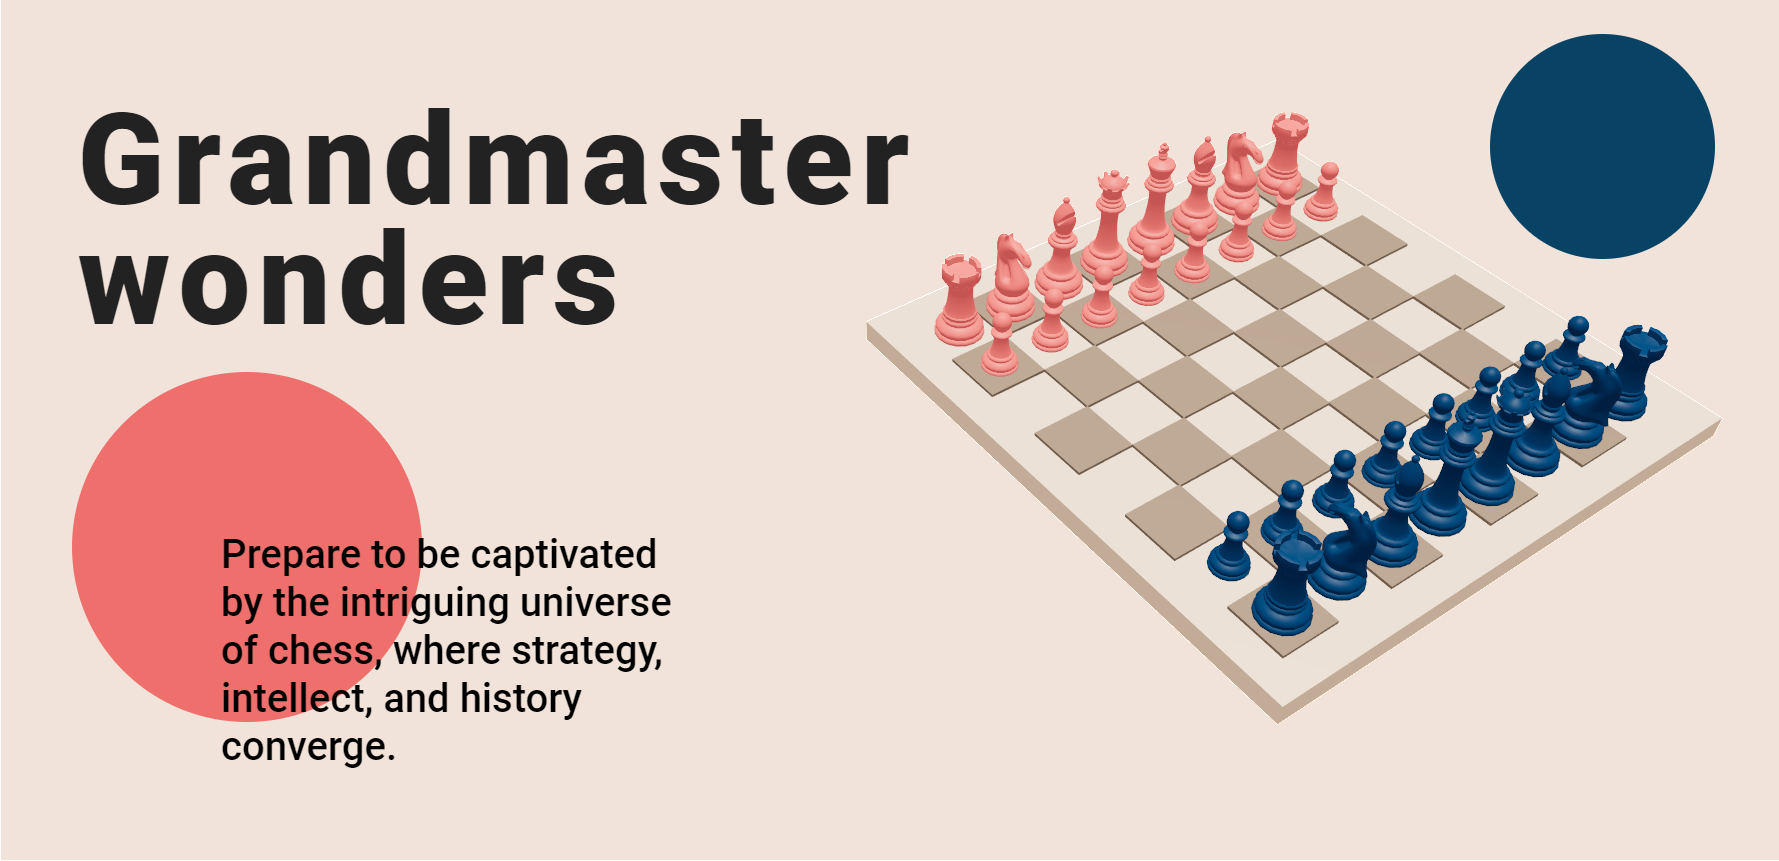 Grandmaster
wonders
Prepare to be captivated
by the intriguing universe
of chess, where strategy,
intellect, and history
converge.